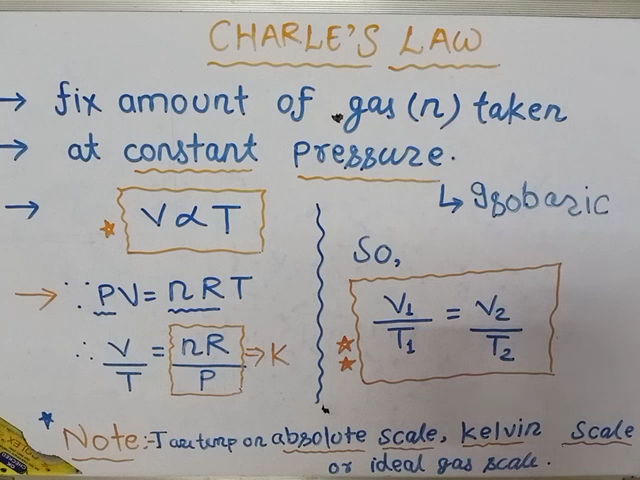 CHARLE'S LAW
→ fix amount of gas (n) taken
→ at constant pressure.
↳ Isobaric
→ V ∝ T
→ ∵ PV = nRT
∴ V/T = nR/P ⇒ K
So,
V₁/T₁ = V₂/T₂
Note:- T are temp on absolute scale, kelvin scale
or ideal gas scale.